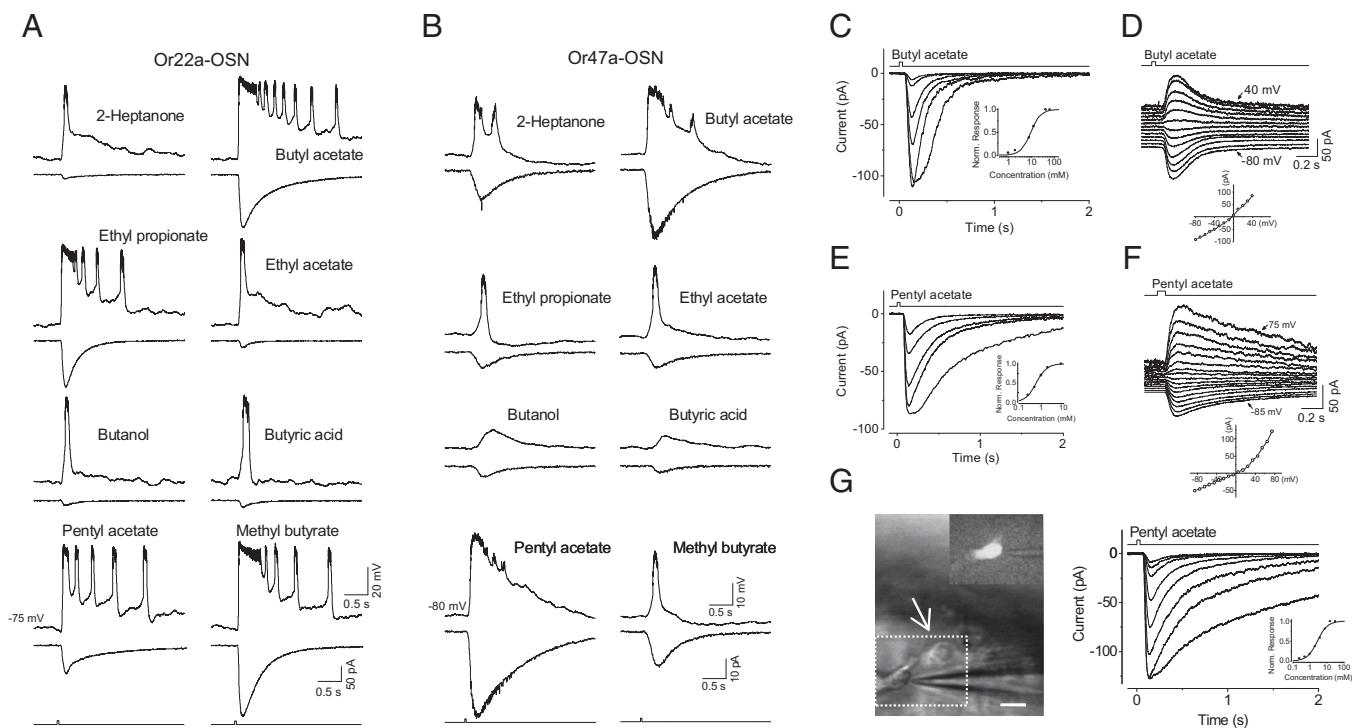 A
Or22a-OSN
2-Heptanone
Butyl acetate
Ethyl propionate
Ethyl acetate
Butanol
Butyric acid
Pentyl acetate
Methyl butyrate
-75 mV
20 mV
0.5 s
50 pA
0.5 s
B
Or47a-OSN
2-Heptanone
Butyl acetate
Ethyl propionate
Ethyl acetate
Butanol
Butyric acid
Pentyl acetate
Methyl butyrate
-80 mV
10 mV
0.5 s
10 pA
0.5 s
C
Butyl acetate
Current (pA)
0
-50
-100
0 1 2
Time (s)
Norm. Response
1.0
0.5
0.0
1 10
Concentration (mM)
D
Butyl acetate
40 mV
-80 mV
50 pA
0.2 s
(pA)
100
50
-80 -40 40 (mV)
-50
-100
E
Pentyl acetate
Current (pA)
0
-50
-100
0 1 2
Time (s)
Norm. Response
1.0
0.5
0.0
0.1 1 10
Concentration (mM)
F
Pentyl acetate
75 mV
-85 mV
50 pA
0.2 s
(pA)
100
50
-80 -40 0 40 80 (mV)
-50
G
Pentyl acetate
Current (pA)
0
-50
-100
0 1 2
Time (s)
Norm. Response
1.0
0.5
0.0
1 10 100
Concentration (mM)